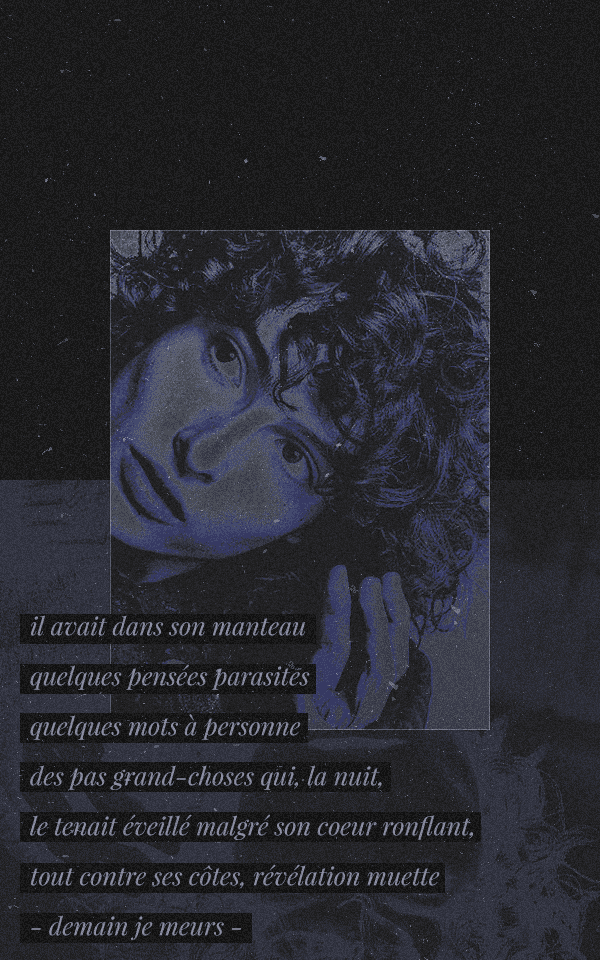 il avait dans son manteau
quelques pensées parasites
quelques mots à personne
des pas grand-choses qui, la nuit,
le tenait éveillé malgré son coeur ronflant,
tout contre ses côtes, révélation muette
- demain je meurs -